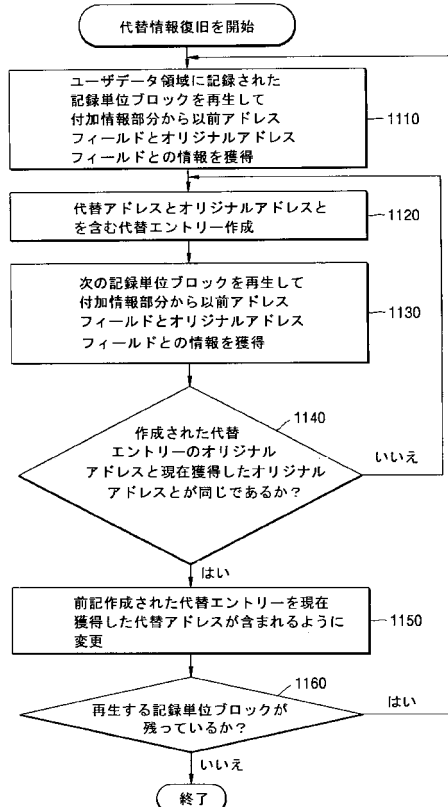 代替情報復旧を開始
ユーザデータ領域に記録された
記録単位ブロックを再生して
付加情報部分から以前アドレス
フィールドとオリジナルアドレス
フィールドとの情報を獲得
1110
代替アドレスとオリジナルアドレスと
を含む代替エントリー作成
1120
次の記録単位ブロックを再生して
付加情報部分から以前アドレス
フィールドとオリジナルアドレス
フィールドとの情報を獲得
1130
作成された代替
エントリーのオリジナル
アドレスと現在獲得したオリジナル
アドレスとが同じであるか？
1140
いいえ
はい
前記作成された代替エントリーを現在
獲得した代替アドレスが含まれるように
変更
1150
再生する記録単位ブロックが
残っているか？
1160
はい
いいえ
終了